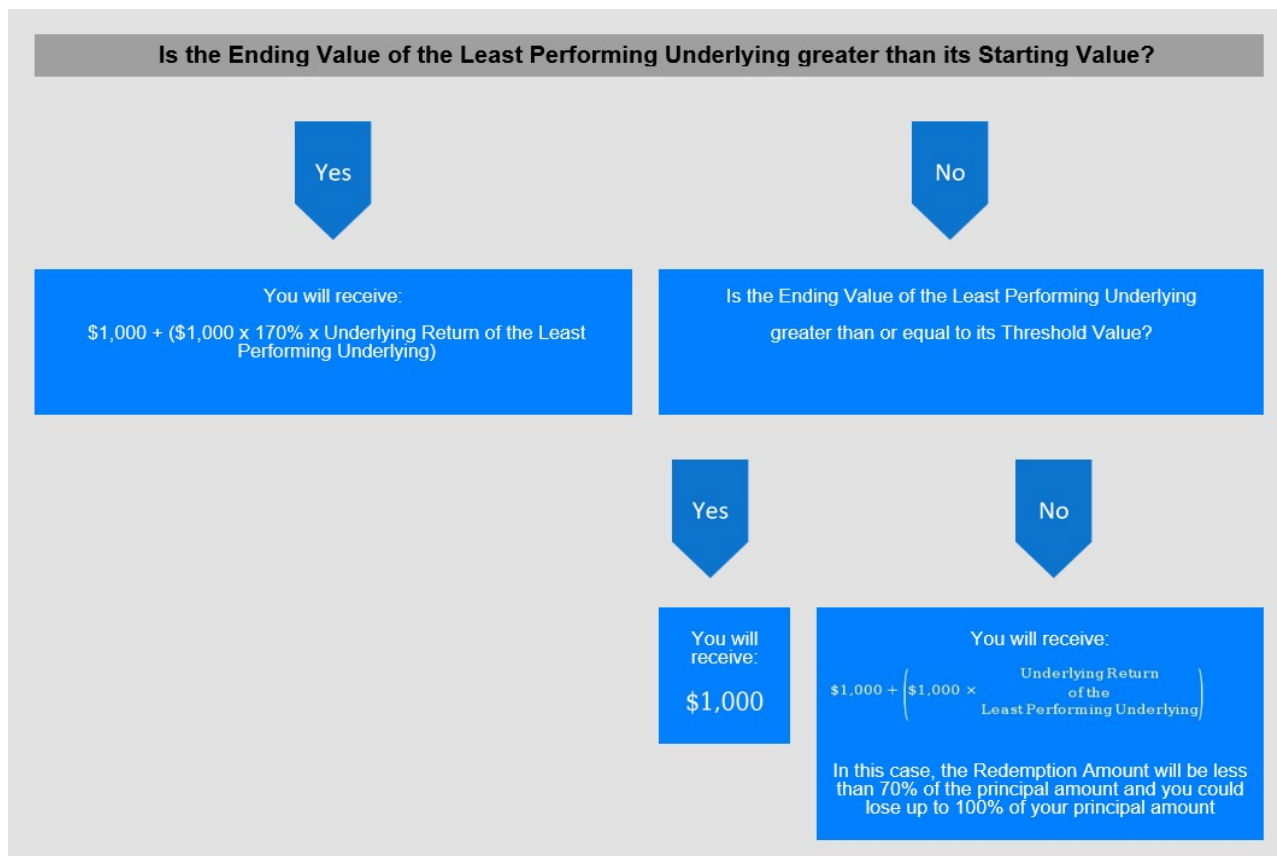 Is the Ending Value of the Least Performing Underlying greater than its Starting Value?
Yes
No
You will receive:
$1,000 + ($1,000 x 170% x Underlying Return of the Least
Performing Underlying)
Is the Ending Value of the Least Performing Underlying
greater than or equal to its Threshold Value?
Yes
No
You will
receive:
$1,000
You will receive:
$1,000 + ($1,000 × Underlying Return
of the
Least Performing Underlying)
In this case, the Redemption Amount will be less
than 70% of the principal amount and you could
lose up to 100% of your principal amount